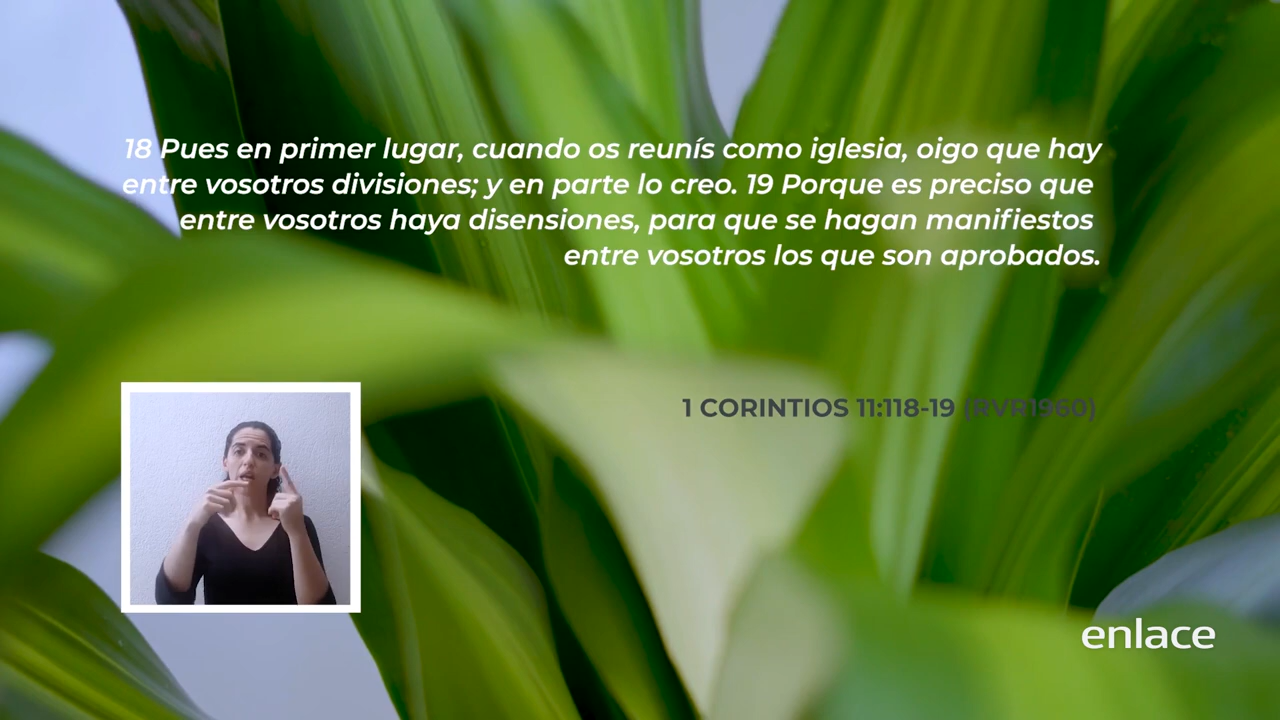 18 Pues en primer lugar, cuando os reunís como iglesia, oigo que hay
entre vosotros divisiones; y en parte lo creo. 19 Porque es preciso que
entre vosotros haya disensiones, para que se hagan manifiestos
entre vosotros los que son aprobados.
1 CORINTIOS 11:118-19 (RVR1960)
enlace